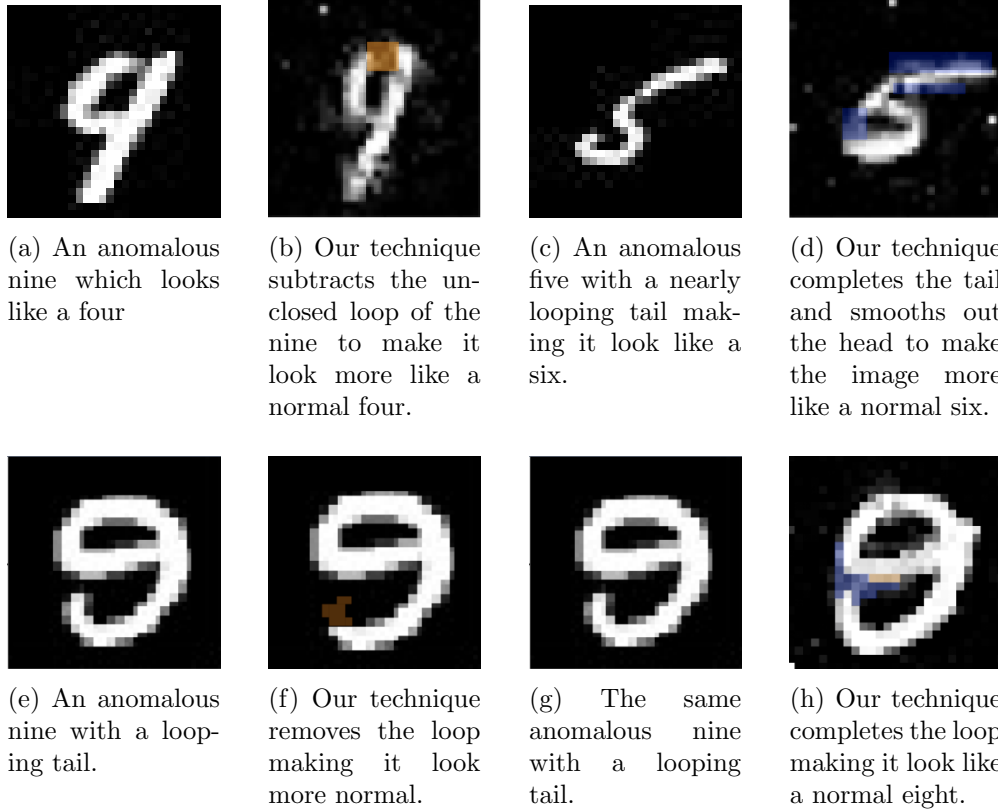 (a) An anomalous
nine which looks
like a four
(b) Our technique
subtracts the un-
closed loop of the
nine to make it
look more like a
normal four.
(c) An anomalous
five with a nearly
looping tail mak-
ing it look like a
six.
(d) Our technique
completes the tail
and smooths out
the head to make
the image more
like a normal six.
(e) An anomalous
nine with a loop-
ing tail.
(f) Our technique
removes the loop
making it look
more normal.
(g) The same
anomalous nine
with a looping
tail.
(h) Our technique
completes the loop
making it look like
a normal eight.